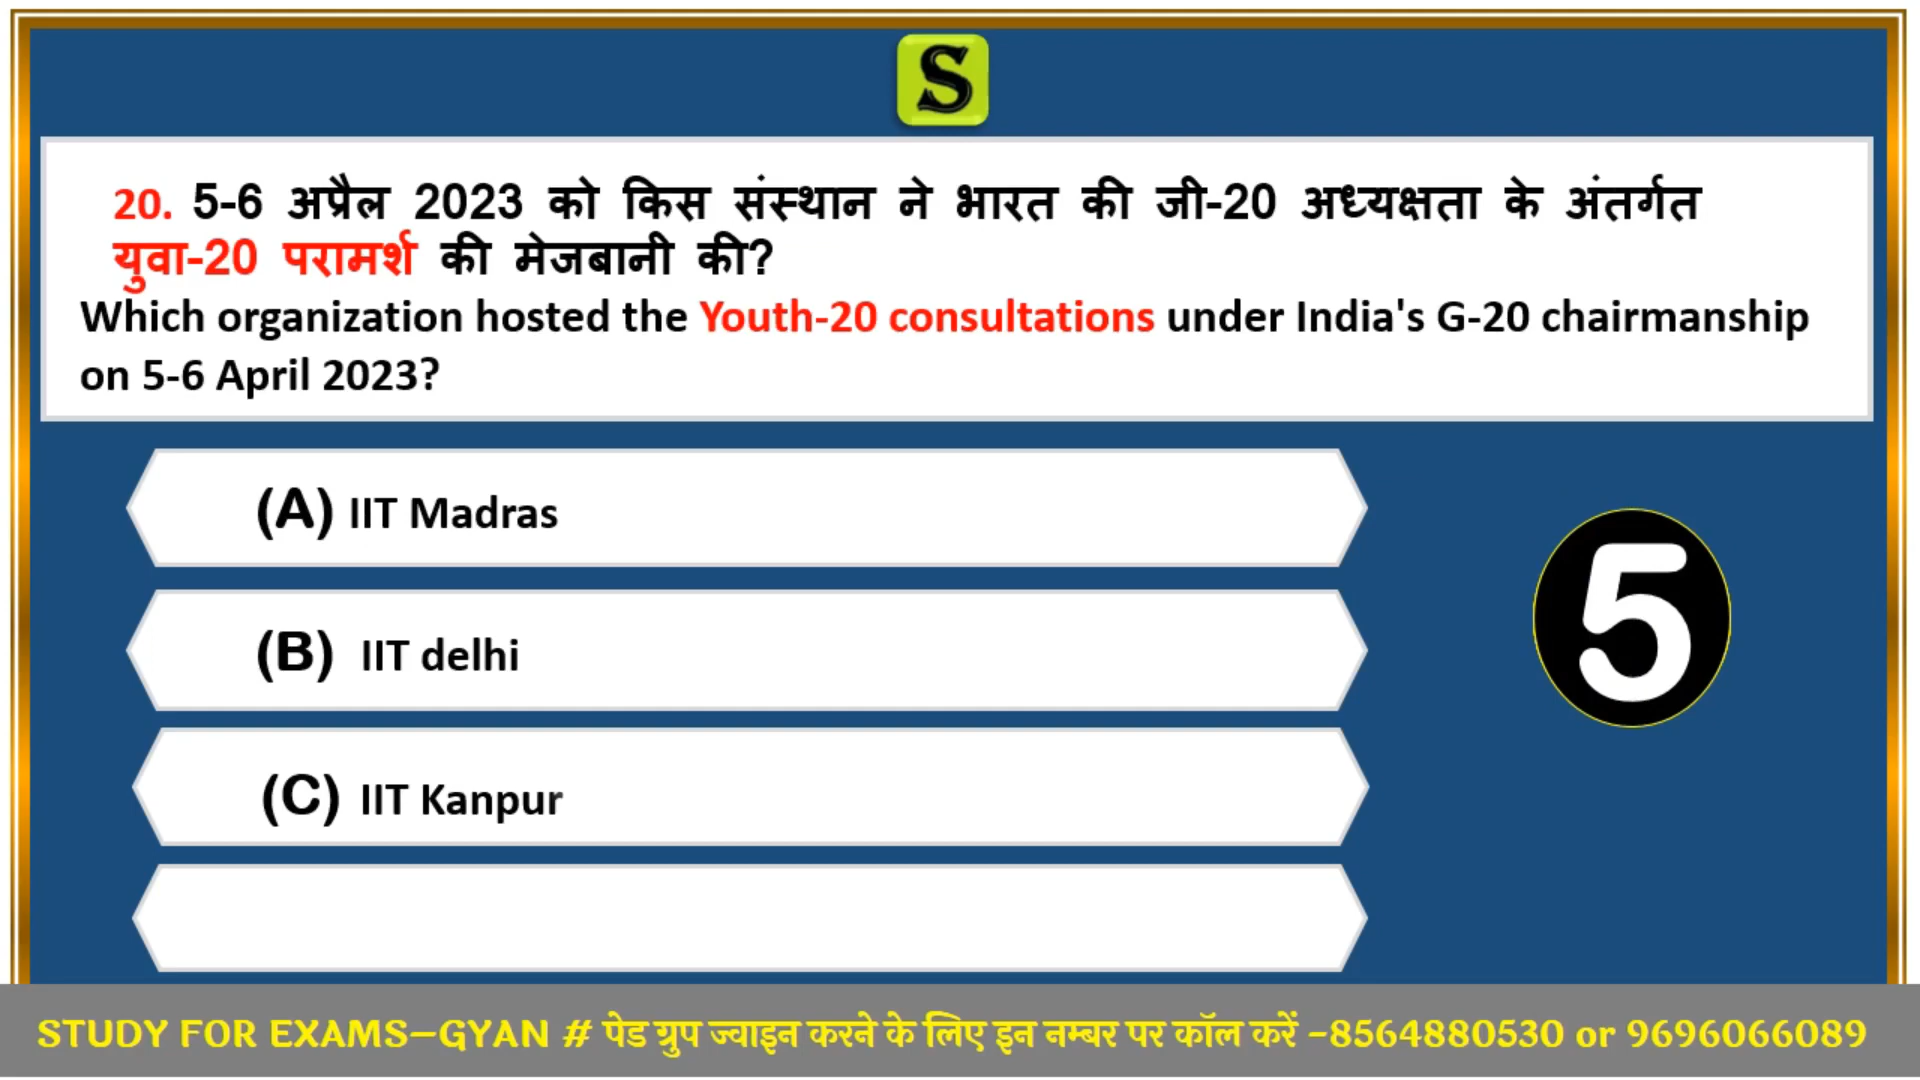 S
20. 5-6 अप्रैल 2023 को किस संस्थान ने भारत की जी-20 अध्यक्षता के अंतर्गत
युवा-20 परामर्श की मेजबानी की?
Which organization hosted the Youth-20 consultations under India's G-20 chairmanship
on 5-6 April 2023?
(A) IIT Madras
(B) IIT delhi
5
(C) IIT Kanpur
STUDY FOR EXAMS–GYAN # पेड ग्रुप ज्वाइन करने के लिए इन नम्बर पर कॉल करें -8564880530 or 9696066089